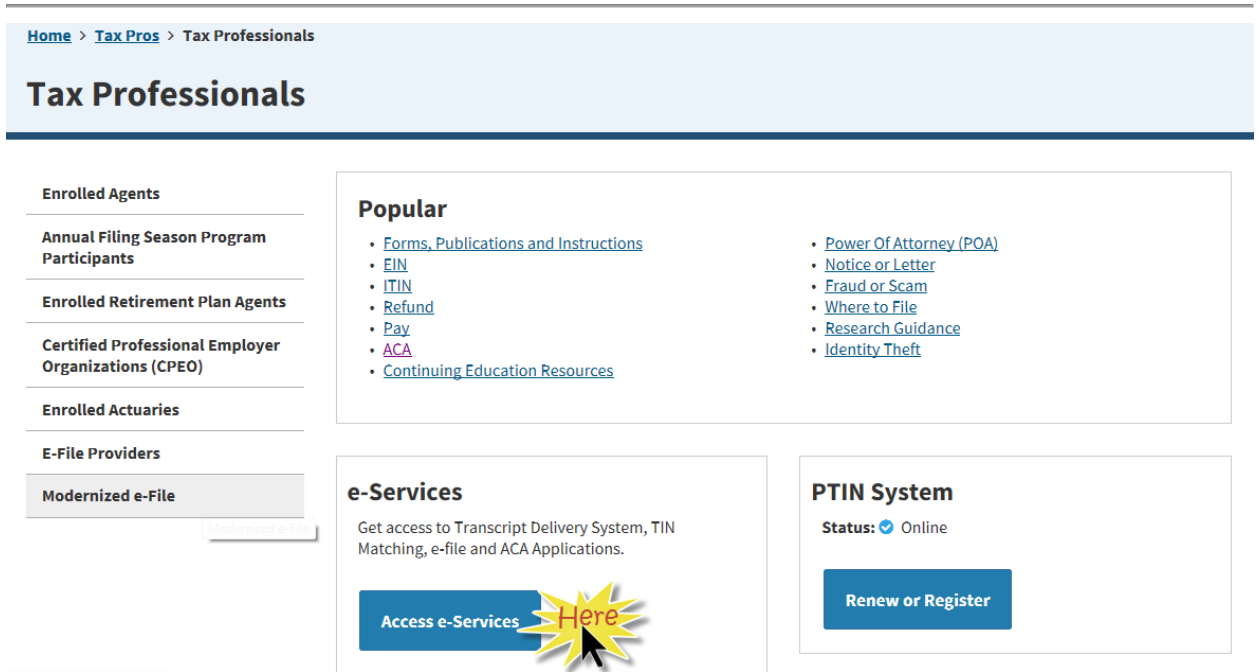 Home > Tax Pros > Tax Professionals
Tax Professionals
Enrolled Agents
Annual Filing Season Program
Participants
Enrolled Retirement Plan Agents
Certified Professional Employer
Organizations (CPEO)
Enrolled Actuaries
E-File Providers
Modernized e-File
Modernized e-File
Popular
• Forms, Publications and Instructions
• EIN
• ITIN
• Refund
• Pay
• ACA
• Continuing Education Resources
• Power Of Attorney (POA)
• Notice or Letter
• Fraud or Scam
• Where to File
• Research Guidance
• Identity Theft
e-Services
Get access to Transcript Delivery System, TIN
Matching, e-file and ACA Applications.
Access e-Services
Here
PTIN System
Status: Online
Renew or Register